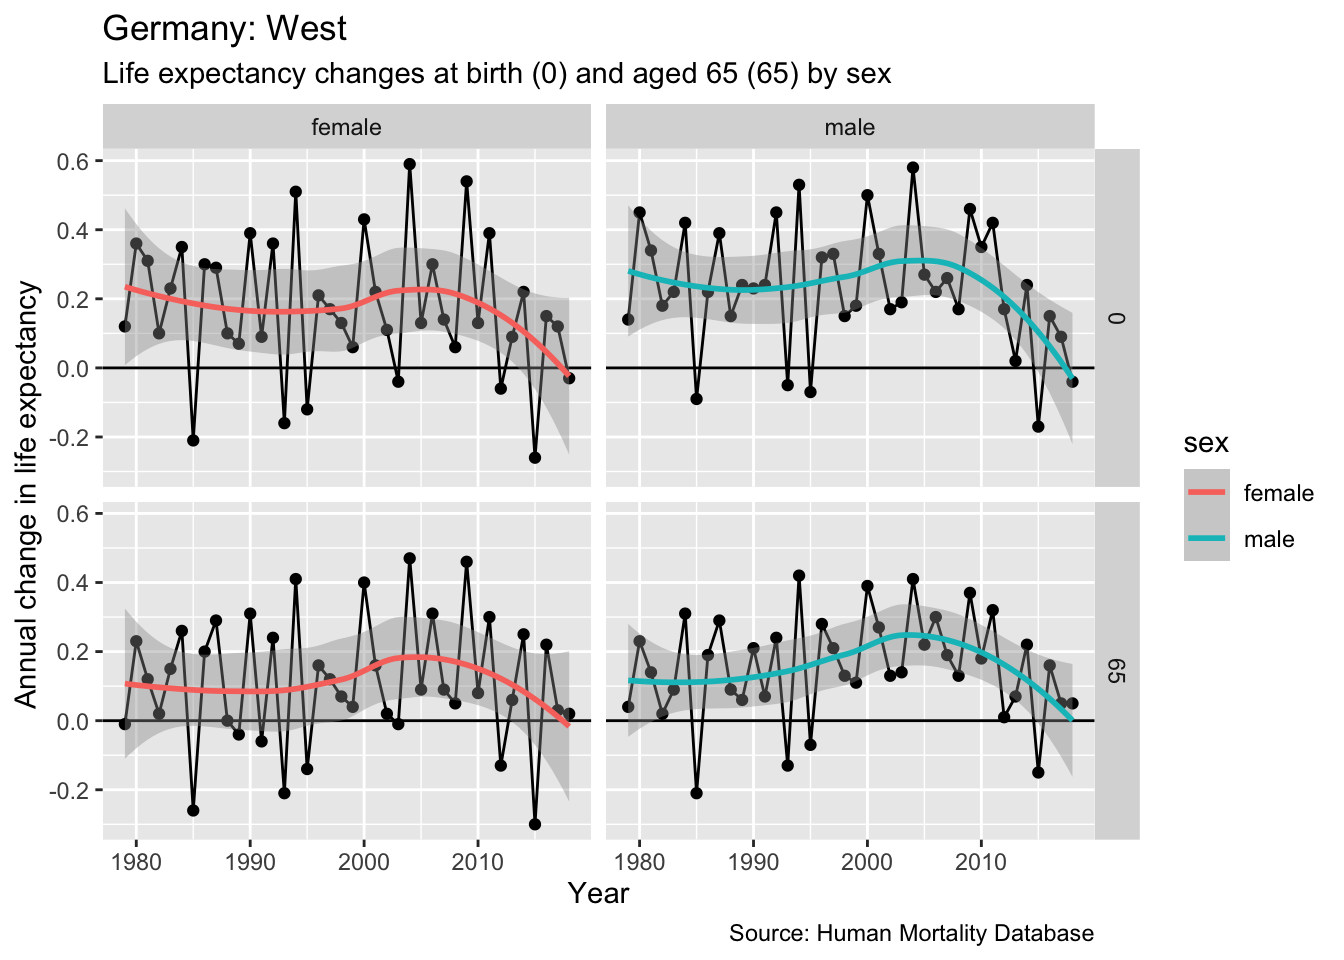 Germany: West
Life expectancy changes at birth (0) and aged 65 (65) by sex
female
male
0.6
0.4
0.2
0.0
-0.2
0
0.6
0.4
0.2
0.0
-0.2
65
Annual change in life expectancy
1980 1990 2000 2010
1980 1990 2000 2010
Year
sex
female
male
Source: Human Mortality Database